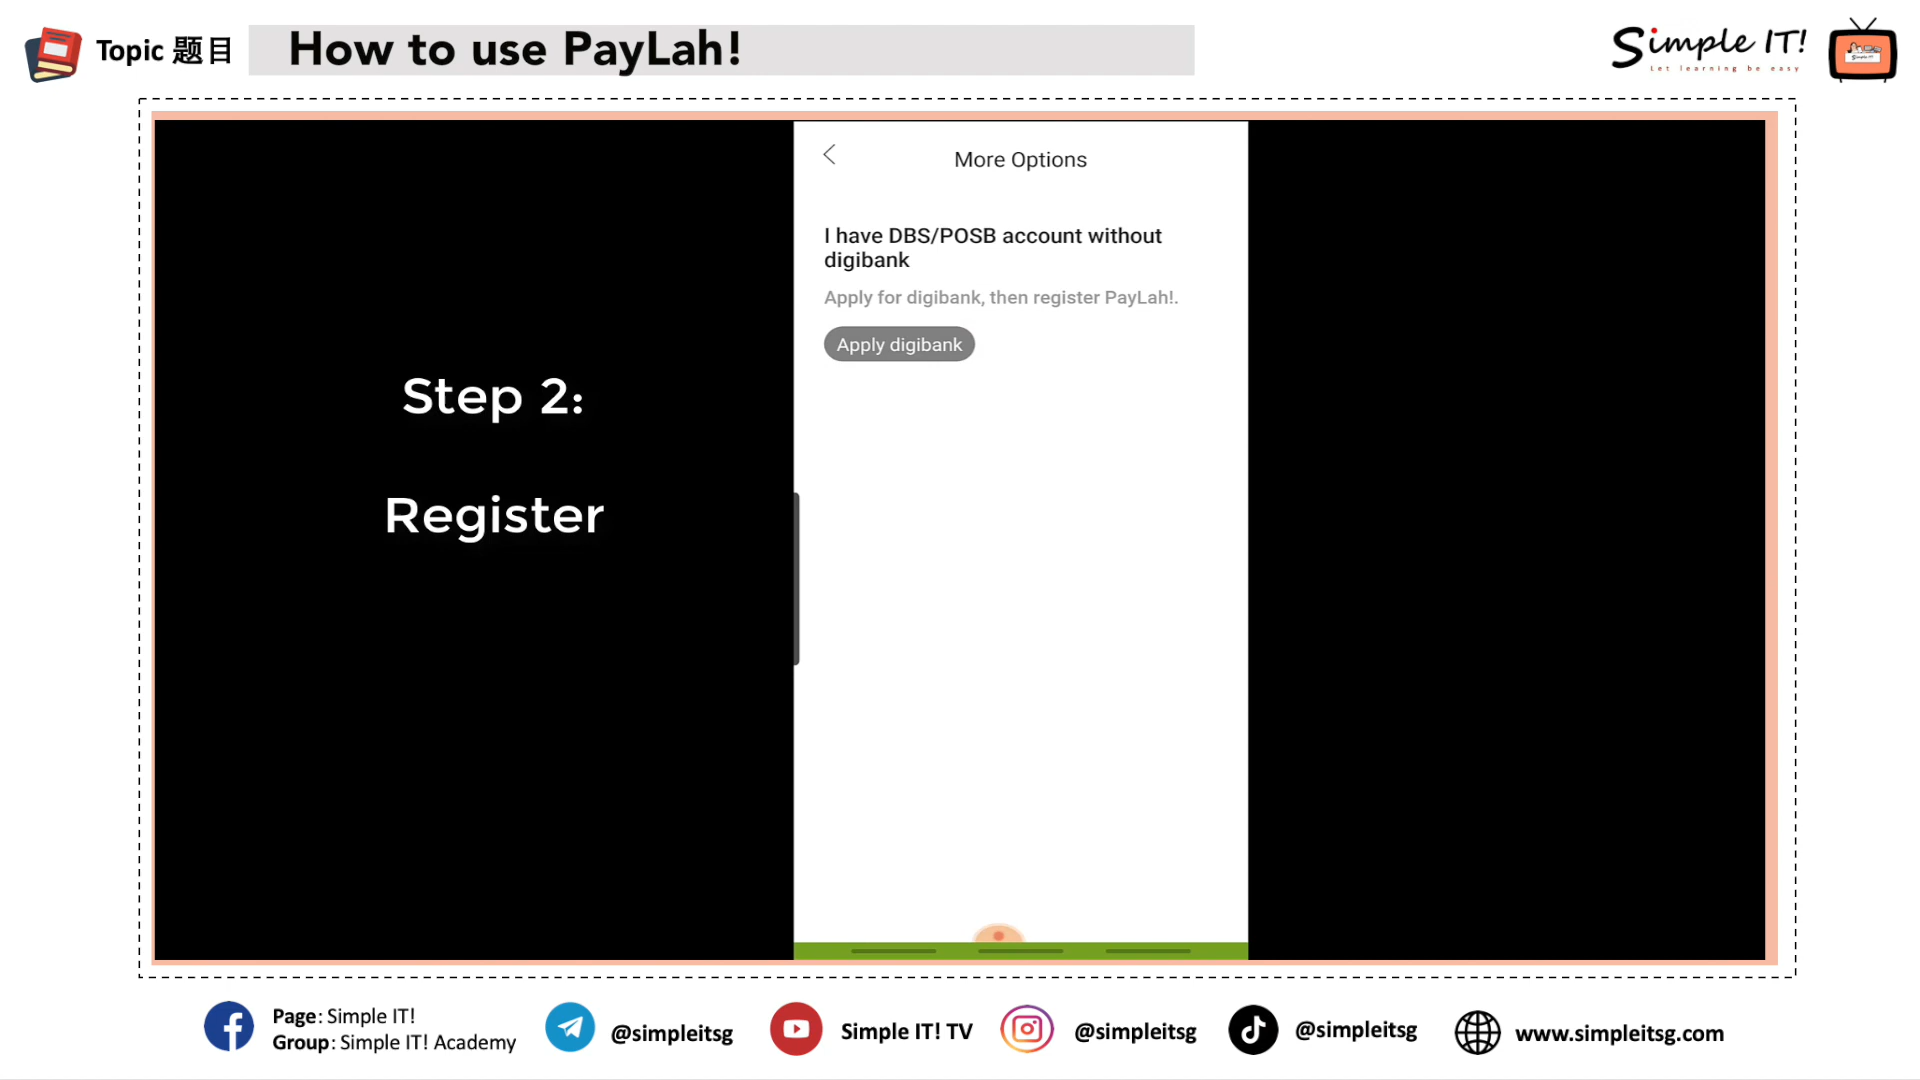 Topic 题目
How to use PayLah!
Simple IT!
Let learning be easy
More Options
I have DBS/POSB account without
digibank
Apply for digibank, then register PayLah!.
Apply digibank
Step 2:
Register
Page: Simple IT!
Group: Simple IT! Academy
@simpleitsg
Simple IT! TV
@simpleitsg
@simpleitsg
www.simpleitsg.com